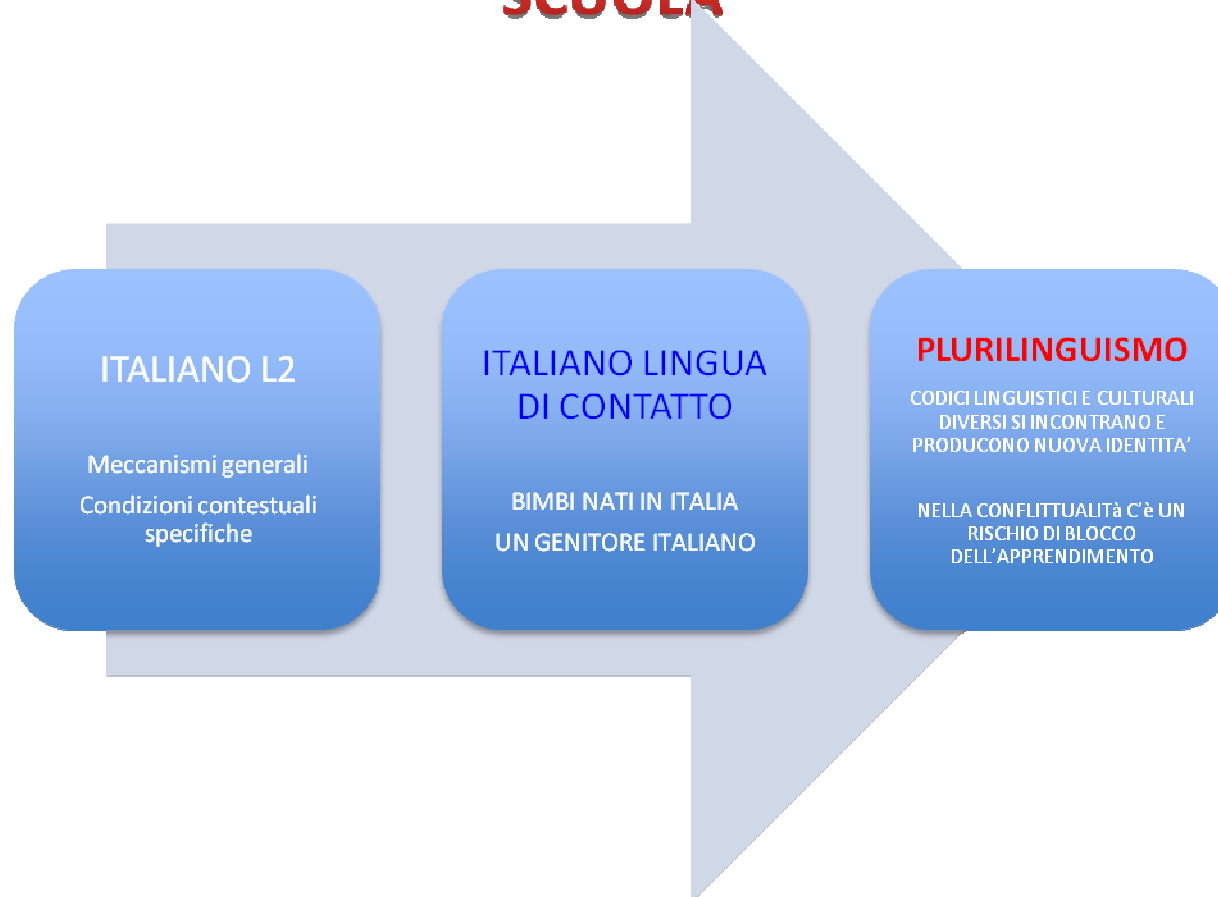 SCUOLA
ITALIANO L2
Meccanismi generali
Condizioni contestuali
specifiche
ITALIANO LINGUA
DI CONTATTO
BIMBI NATI IN ITALIA
UN GENITORE ITALIANO
PLURILINGUISMO
CODICI LINGUISTICI E CULTURALI
DIVERSI SI INCONTRANO E
PRODUCONO NUOVA IDENTITA’
NELLA CONFLITTUALITà C’è UN
RISCHIO DI BLOCCO
DELL’APPRENDIMENTO